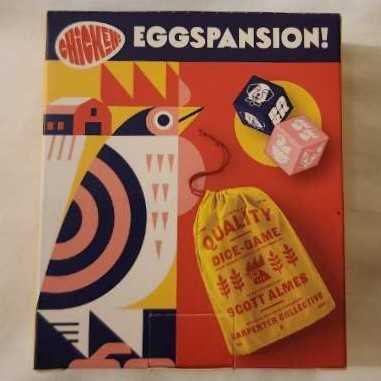 CHICKEN!
EGGSPANSION!
QUALITY
DICE-GAME
SCOTT ALMES
CARPENTER COLLECTIVE